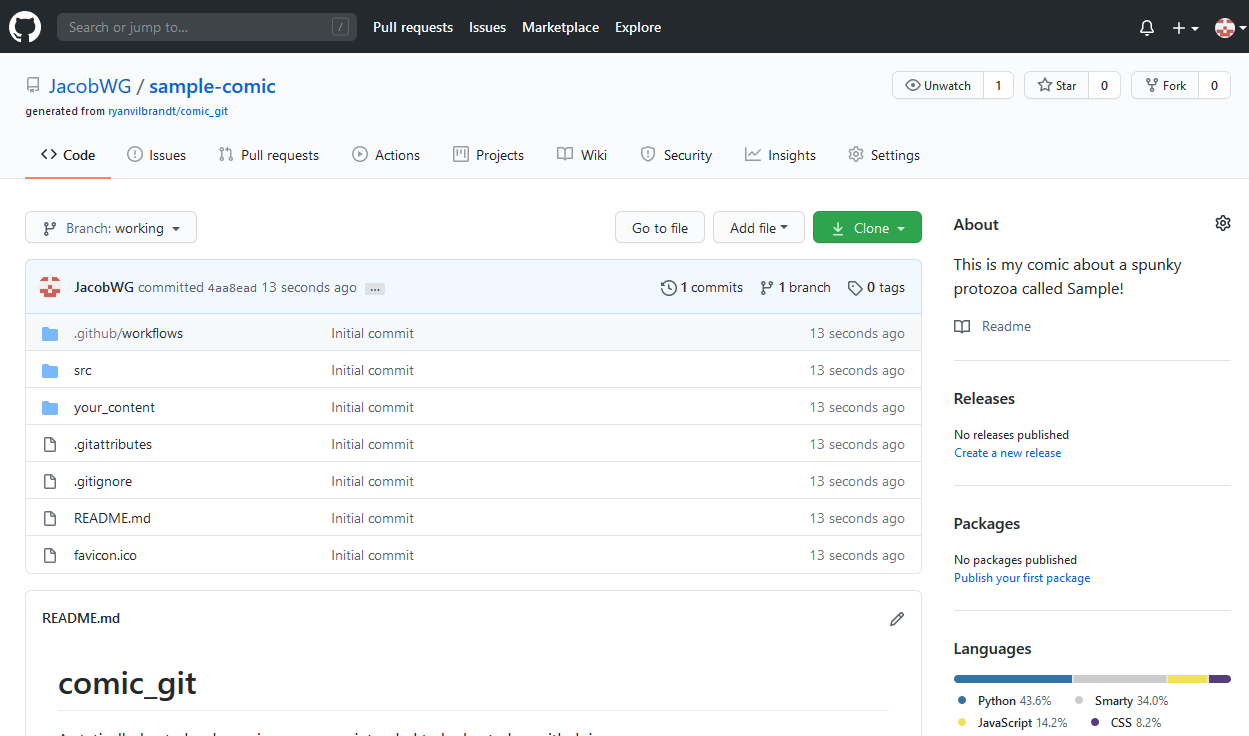 Search or jump to... / Pull requests Issues Marketplace Explore
JacobWG / sample-comic Unwatch 1 Star 0 Fork 0
generated from ryanvilbrandt/comic_git
Code Issues Pull requests Actions Projects Wiki Security Insights Settings
Branch: working Go to file Add file Clone
About
JacobWG committed 4aa8ead 13 seconds ago ... 1 commits 1 branch 0 tags
This is my comic about a spunky
protozoa called Sample!
Readme
.github/workflows Initial commit 13 seconds ago
src Initial commit 13 seconds ago
your_content Initial commit 13 seconds ago
.gitattributes Initial commit 13 seconds ago
.gitignore Initial commit 13 seconds ago
README.md Initial commit 13 seconds ago
favicon.ico Initial commit 13 seconds ago
Releases
No releases published
Create a new release
Packages
No packages published
Publish your first package
README.md
comic_git
Languages
Python 43.6% Smarty 34.0%
JavaScript 14.2% CSS 8.2%